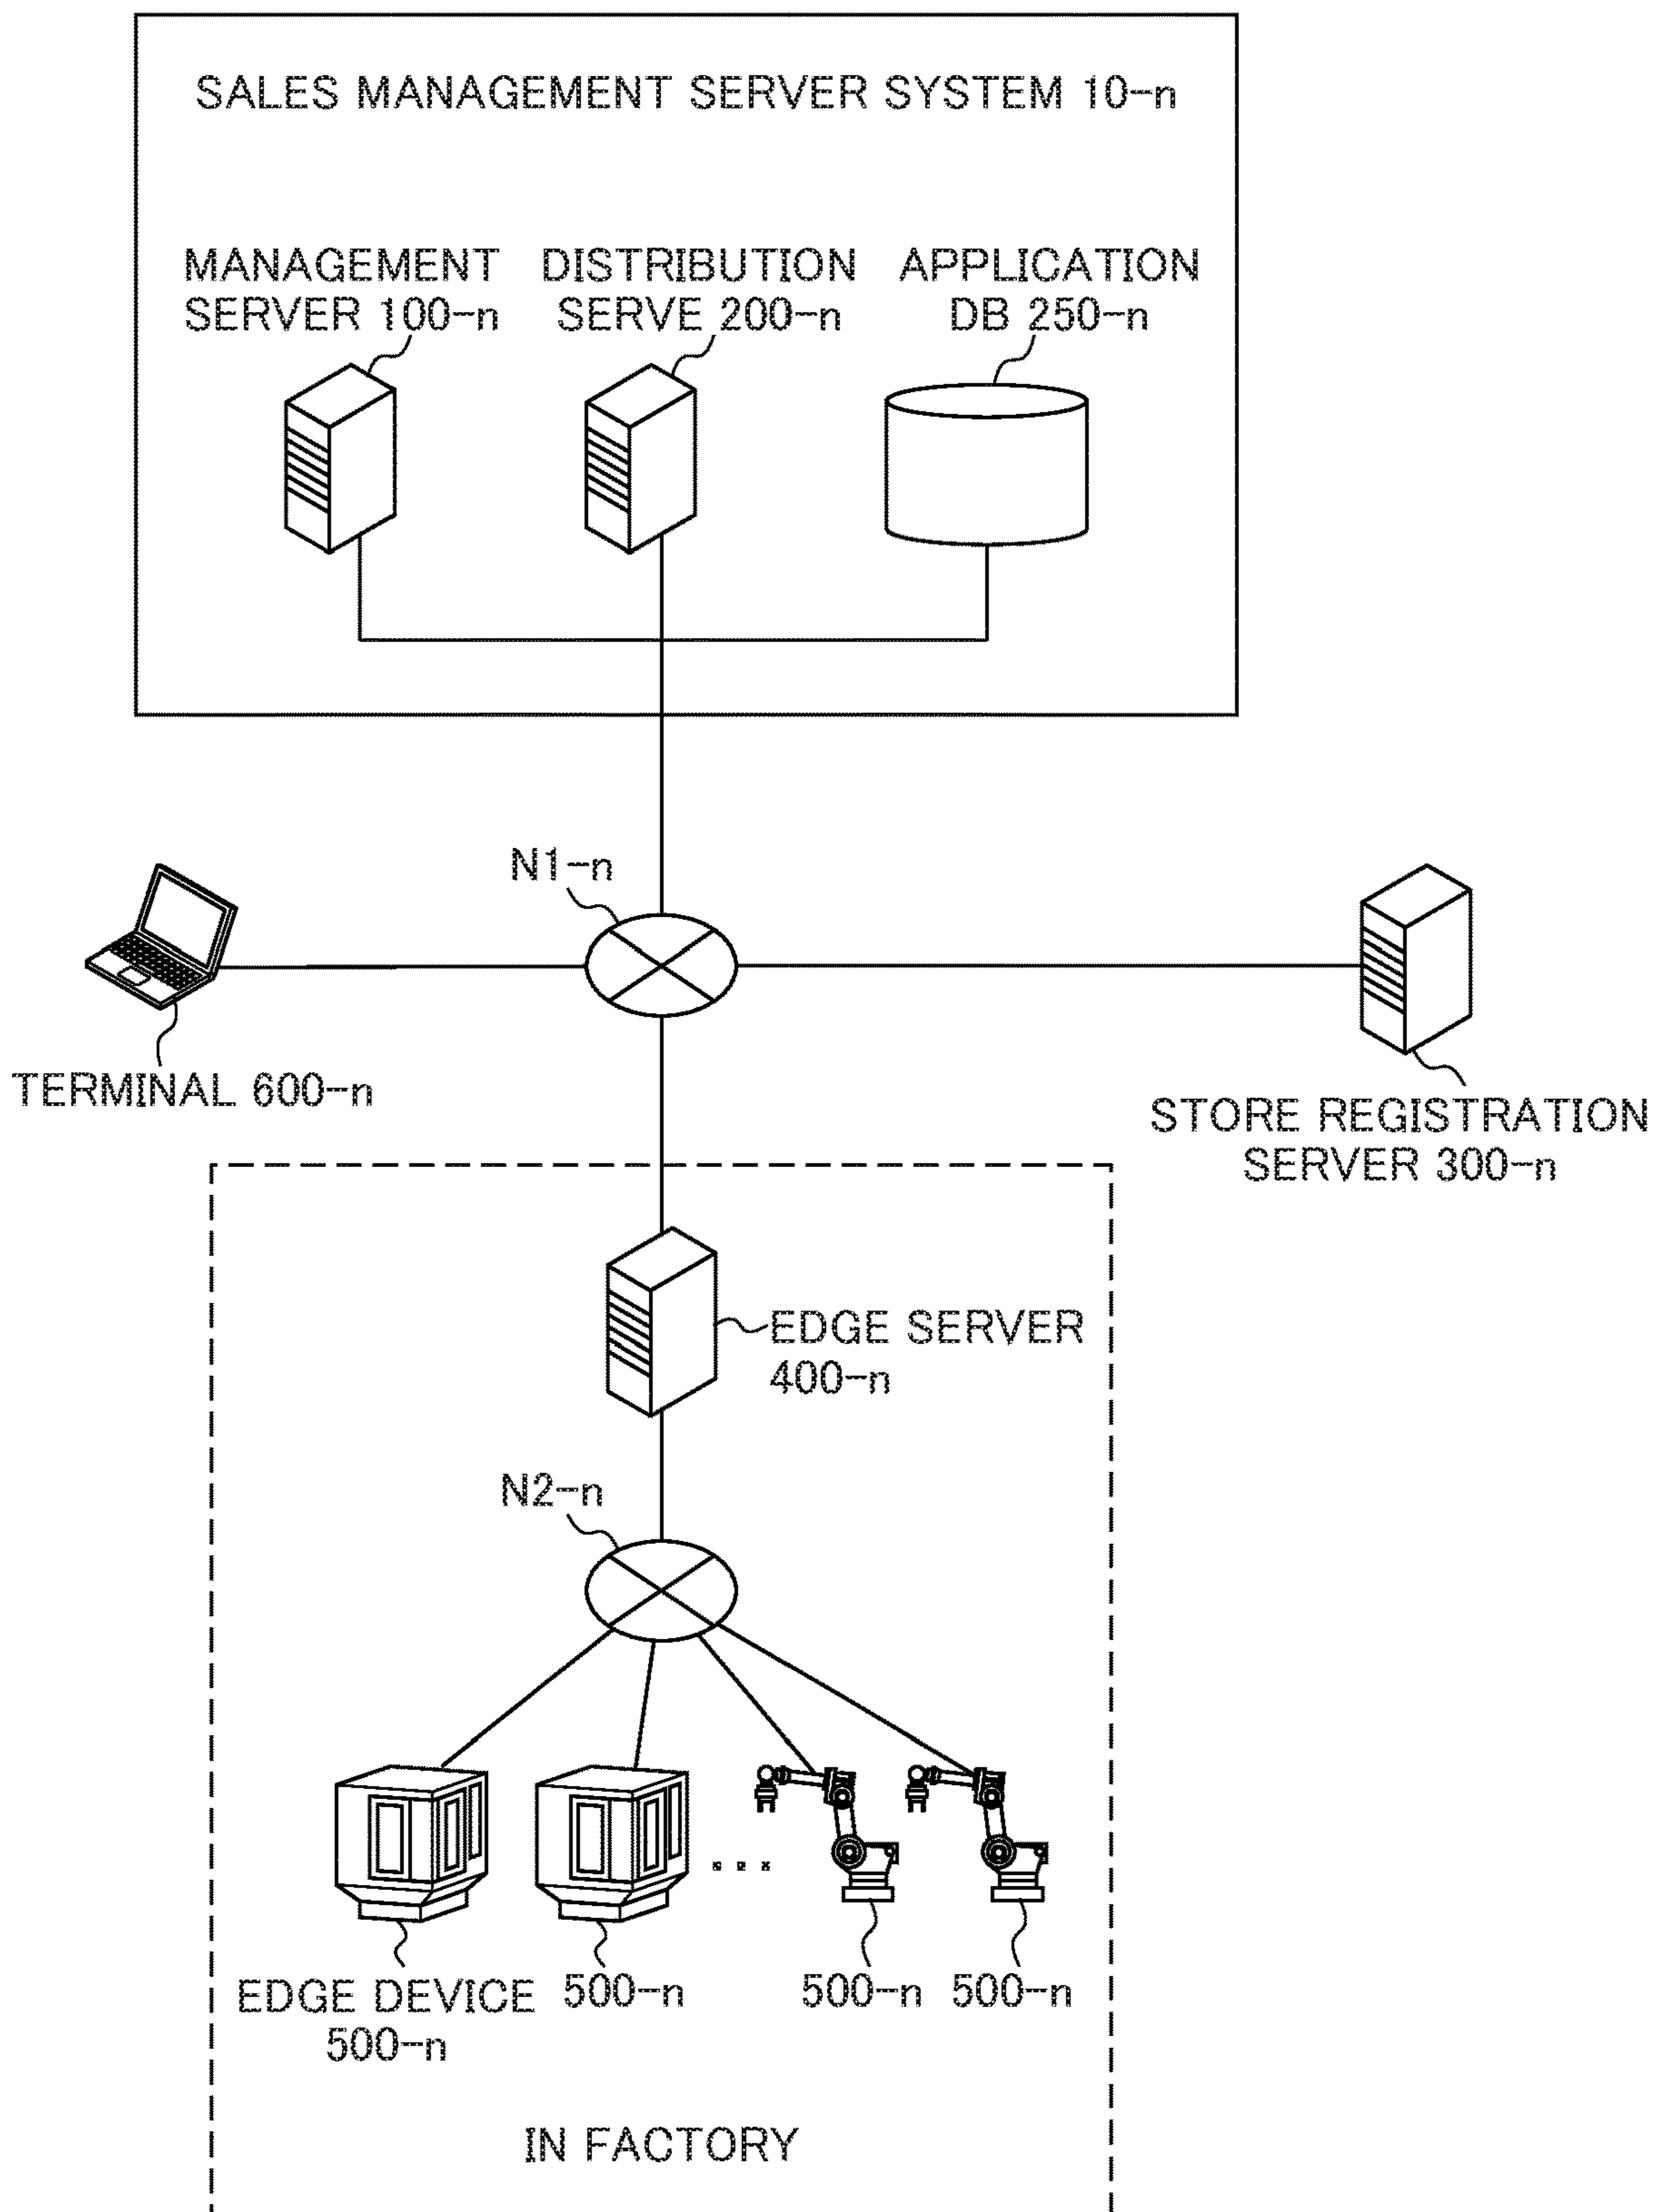 SALES MANAGEMENT SERVER SYSTEM 10-n
MANAGEMENT
SERVER 100-n
DISTRIBUTION
SERVE 200-n
APPLICATION
DB 250-n
N1-n
TERMINAL 600-n
STORE REGISTRATION
SERVER 300-n
EDGE SERVER
400-n
N2-n
...
EDGE DEVICE
500-n
500-n
500-n
500-n
IN FACTORY